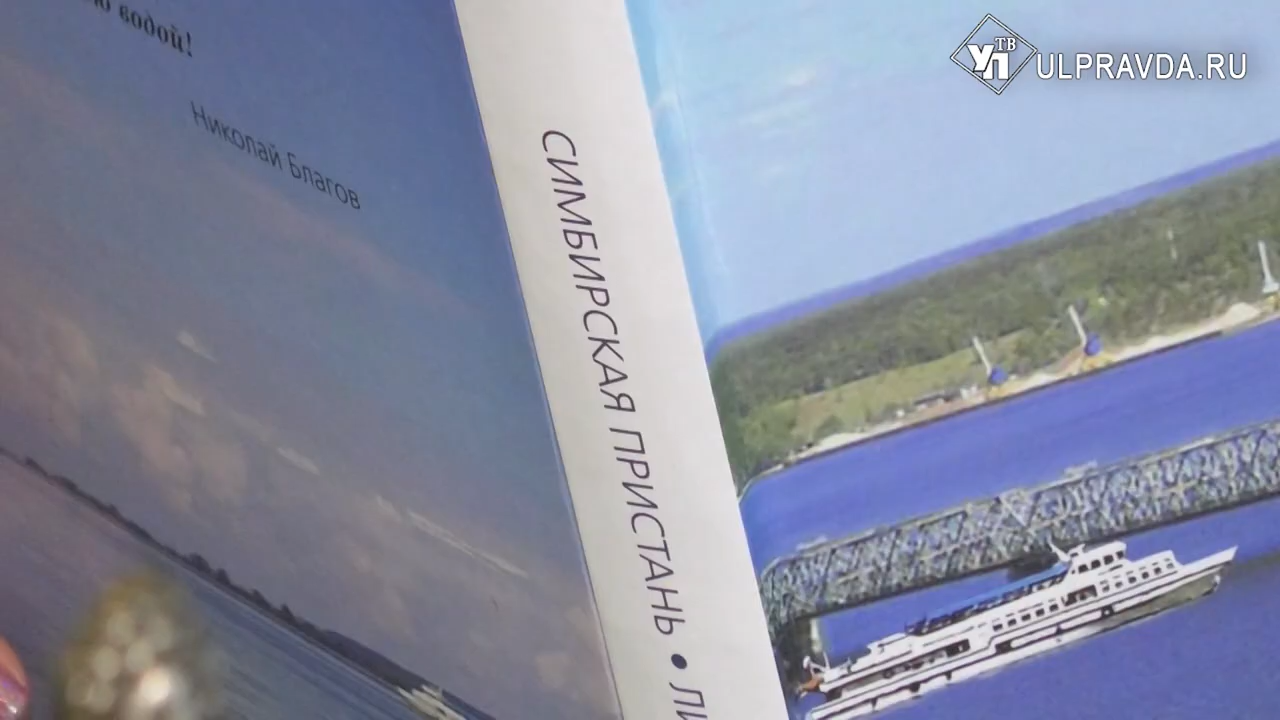 водой!
Николай Благов
СИМБИРСКАЯ ПРИСТАНЬ •
УП ТВ
ULPRAVDA.RU